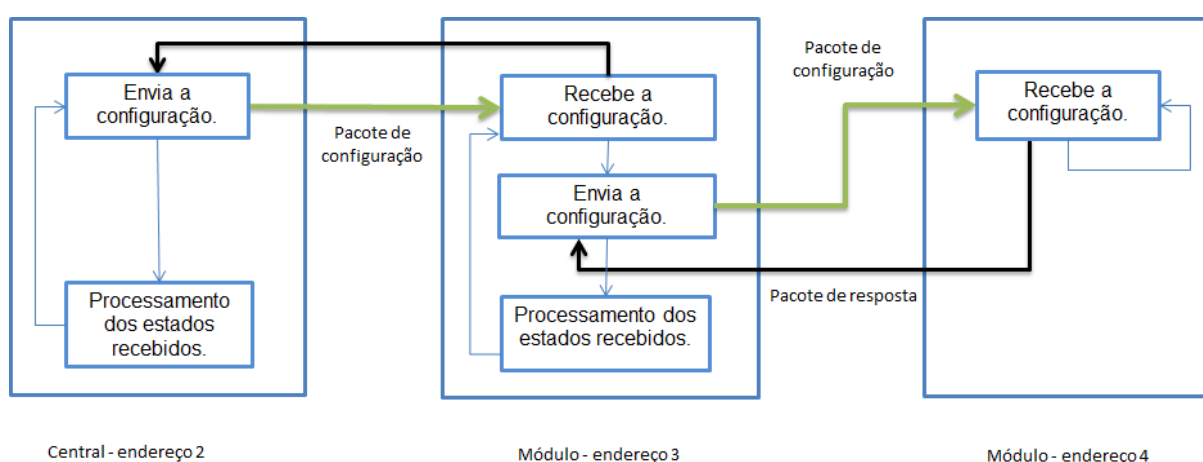 Envia a
configuração.
Pacote de
configuração
Processamento
dos estados
recebidos.
Central - endereço 2
Recebe a
configuração.
Envia a
configuração.
Processamento dos
estados recebidos.
Módulo - endereço 3
Pacote de
configuração
Pacote de resposta
Recebe a
configuração.
Módulo - endereço 4